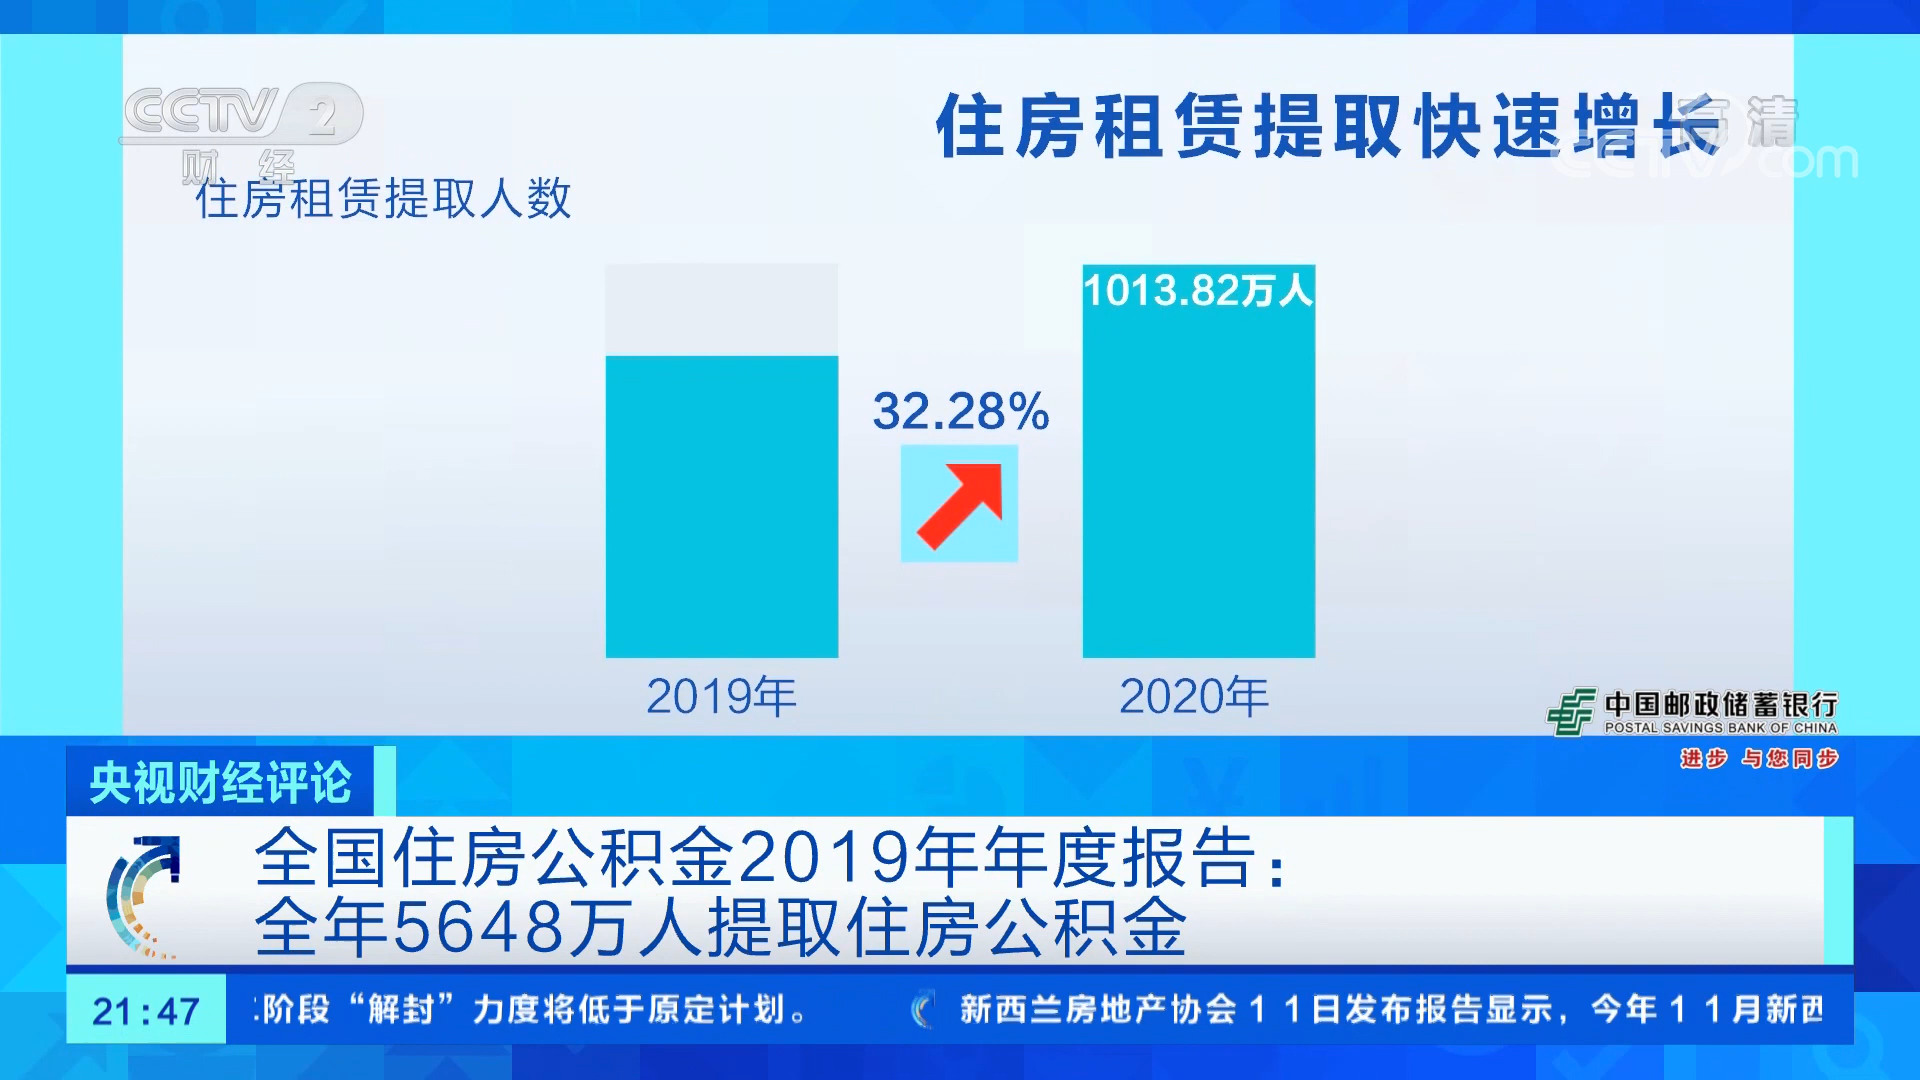 CCTV 2
财 经
高清
CCTV.com
住房租赁提取快速增长
住房租赁提取人数
1013.82万人
32.28%
2019年
2020年
中国邮政储蓄银行
POSTAL SAVINGS BANK OF CHINA
进步 与您同步
央视财经评论
全国住房公积金2019年年度报告：
全年5648万人提取住房公积金
21:47
阶段“解封”力度将低于原定计划。 新西兰房地产协会11日发布报告显示，今年11月新西